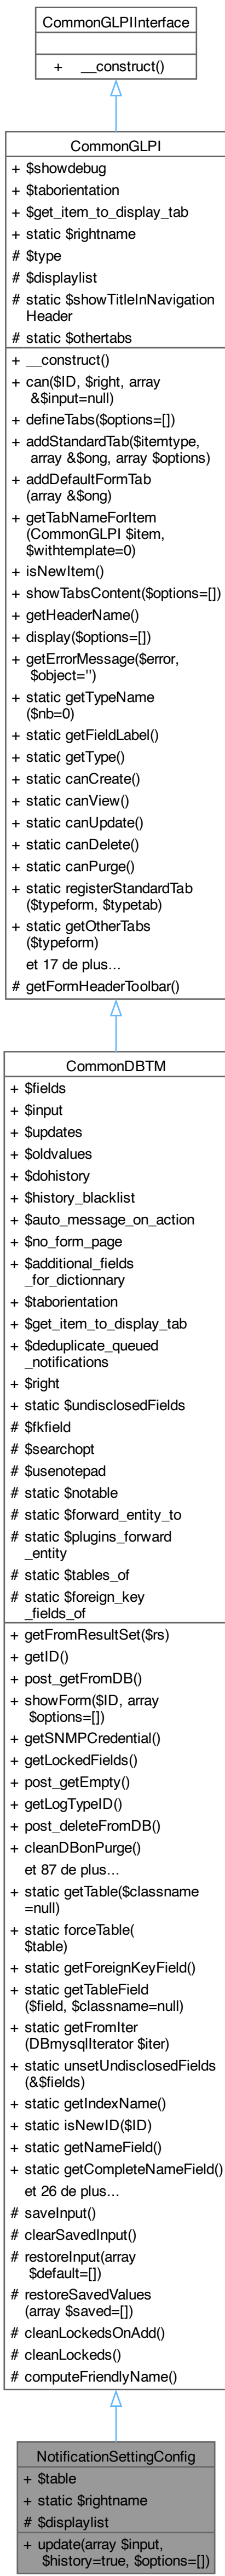 CommonGLPIInterface
+ __construct()
CommonGLPI
+ $showdebug
+ $taborientation
+ $get_item_to_display_tab
+ static $rightname
# $type
# $displaylist
# static $showTitleInNavigation
Header
# static $othertabs
+ __construct()
+ can($ID, $right, array
&$input=null)
+ defineTabs($options=[])
+ addStandardTab($itemtype,
array &$ong, array $options)
+ addDefaultFormTab
(array &$ong)
+ getTabNameForItem
(CommonGLPI $item,
$withtemplate=0)
+ isNewItem()
+ showTabsContent($options=[])
+ getHeaderName()
+ display($options=[])
+ getErrorMessage($error,
$object='')
+ static getTypeName
($nb=0)
+ static getFieldLabel()
+ static getType()
+ static canCreate()
+ static canView()
+ static canUpdate()
+ static canDelete()
+ static canPurge()
+ static registerStandardTab
($typeform, $typetab)
+ static getOtherTabs
($typeform)
et 17 de plus...
# getFormHeaderToolbar()
CommonDBTM
+ $fields
+ $input
+ $updates
+ $oldvalues
+ $dohistory
+ $history_blacklist
+ $auto_message_on_action
+ $no_form_page
+ $additional_fields
_for_dictionnary
+ $taborientation
+ $get_item_to_display_tab
+ $deduplicate_queued
_notifications
+ $right
+ static $undisclosedFields
# $fkfield
# $searchopt
# $usenotepad
# static $notable
# static $forward_entity_to
# static $plugins_forward
_entity
# static $tables_of
# static $foreign_key
_fields_of
+ getFromResultSet($rs)
+ getID()
+ post_getFromDB()
+ showForm($ID, array
$options=[])
+ getSNMPCredential()
+ getLockedFields()
+ post_getEmpty()
+ getLogTypeID()
+ post_deleteFromDB()
+ cleanDBonPurge()
et 87 de plus...
+ static getTable($classname
=null)
+ static forceTable(
$table)
+ static getForeignKeyField()
+ static getTableField
($field, $classname=null)
+ static getFromIter
(DBmysqlIterator $iter)
+ static unsetUndisclosedFields
(&$fields)
+ static getIndexName()
+ static isNewID($ID)
+ static getNameField()
+ static getCompleteNameField()
et 26 de plus...
# saveInput()
# clearSavedInput()
# restoreInput(array
$default=[])
# restoreSavedValues
(array $saved=[])
# cleanLockedsOnAdd()
# cleanLockeds()
# computeFriendlyName()
NotificationSettingConfig
+ $table
+ static $rightname
# $displaylist
+ update(array $input,
$history=true, $options=[])